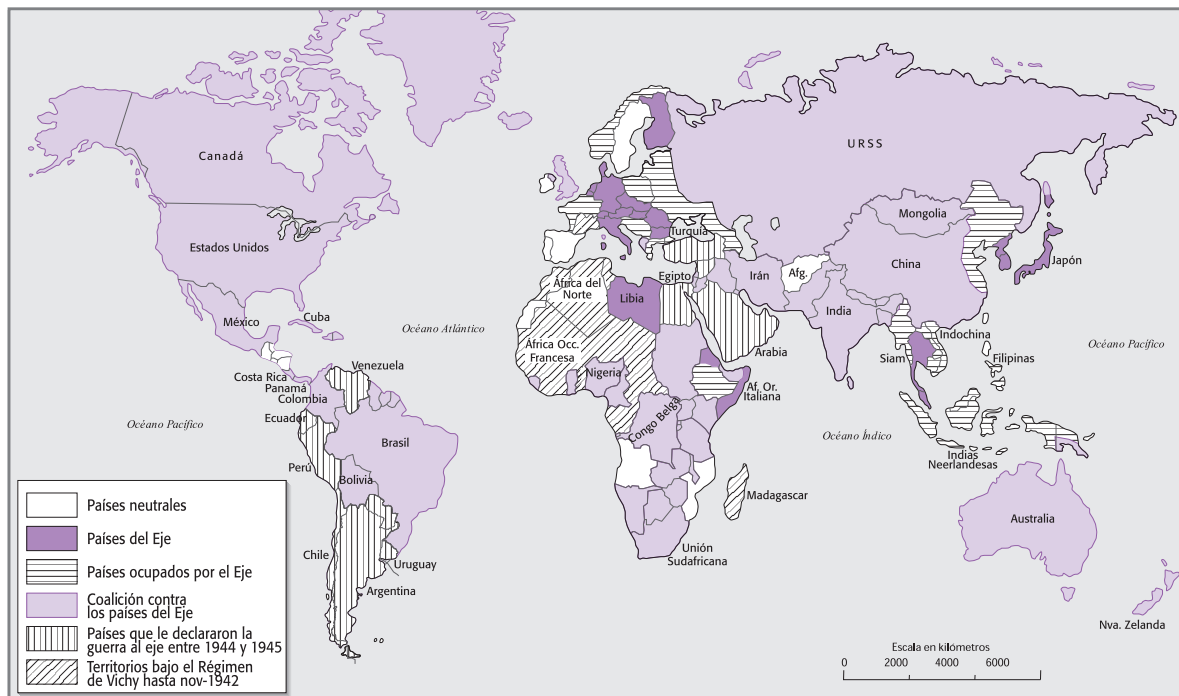 URSS
Canadá
Mongolia
Estados Unidos
Turquía
China
Japón
Irán
Afg.
África del
Norte
Egipto
Libia
India
México
Cuba
Océano Atlántico
Océano Pacífico
Indochina
África Occ.
Francesa
Arabia
Siam
Filipinas
Venezuela
Nigeria
Costa Rica
Panamá
Colombia
Af. Or.
Italiana
Congo Belga
Ecuador
Océano Pacífico
Océano Índico
Brasil
Indias
Neerlandesas
Perú
Bolivia
Madagascar
Australia
Chile
Uruguay
Argentina
Unión
Sudafricana
Nva. Zelanda
Países neutrales
Países del Eje
Países ocupados por el Eje
Coalición contra
los países del Eje
Países que le declararon la
guerra al eje entre 1944 y 1945
Territorios bajo el Régimen
de Vichy hasta nov-1942
Escala en kilómetros
0 2000 4000 6000